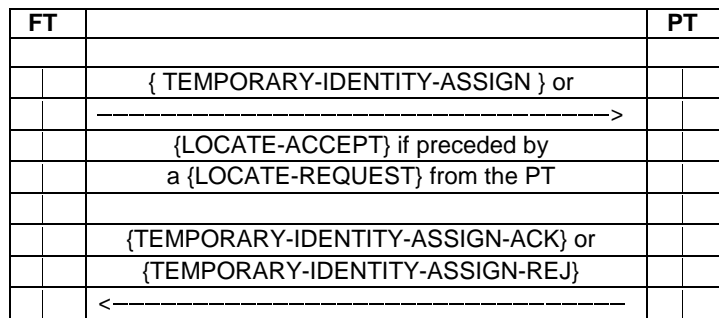 FT PT
{ TEMPORARY-IDENTITY-ASSIGN } or
{LOCATE-ACCEPT} if preceded by
a {LOCATE-REQUEST} from the PT
{TEMPORARY-IDENTITY-ASSIGN-ACK} or
{TEMPORARY-IDENTITY-ASSIGN-REJ}